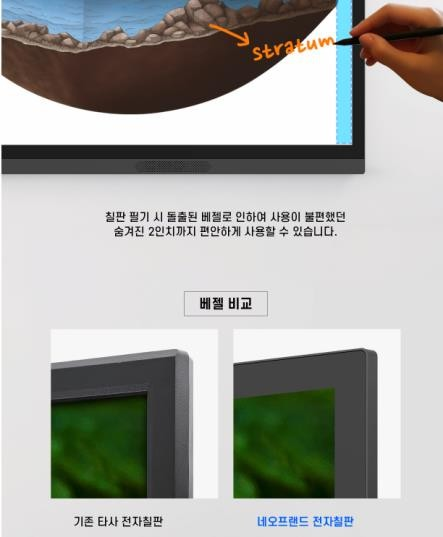 stratum
칠판 필기 시 돌출된 베젤로 인하여 사용이 불편했던
숨겨진 2인치까지 편안하게 사용할 수 있습니다.
베젤 비교
기존 타사 전자칠판
네오프랜드 전자칠판